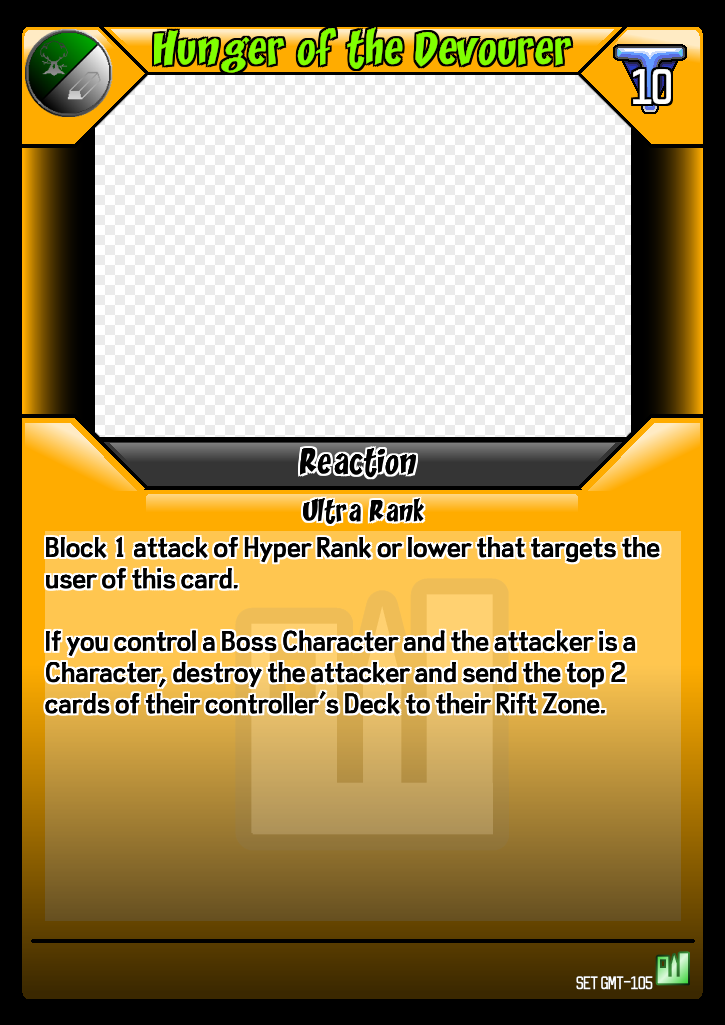 Hunger of the Devourer
10
Reaction
Ultra Rank
Block 1 attack of Hyper Rank or lower that targets the
user of this card.
If you control a Boss Character and the attacker is a
Character, destroy the attacker and send the top 2
cards of their controller's Deck to their Rift Zone.
SET GMT-105